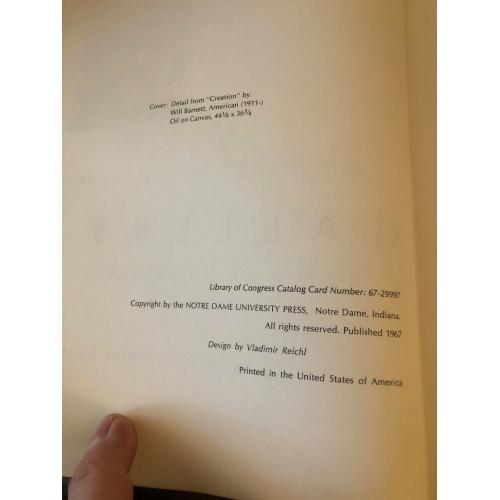 Cover: Detail from "Creation" by
Will Barnett, American (1911-)
Oil on Canvas, 44⅛ x 36¾
GALLERY
Library of Congress Catalog Card Number: 67-29997
Copyright by the NOTRE DAME UNIVERSITY PRESS, Notre Dame, Indiana.
All rights reserved. Published 1967
Design by Vladimir Reichl
Printed in the United States of America